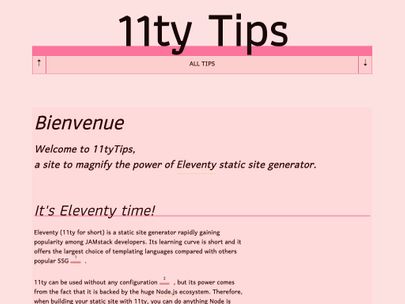 11ty Tips
↑ ALL TIPS ↓
Bienvenue
Welcome to 11tyTips,
a site to magnify the power of Eleventy static site generator.
It's Eleventy time!
Eleventy (11ty for short) is a static site generator rapidly gaining
popularity among JAMstack developers. Its learning curve is short and it
offers the largest choice of templating languages compared with others
popular SSG .
11ty can be used without any configuration , but its power comes
from the fact that it is backed by the huge Node.js ecosystem. Therefore,
when building your static site with 11ty, you can do anything Node is